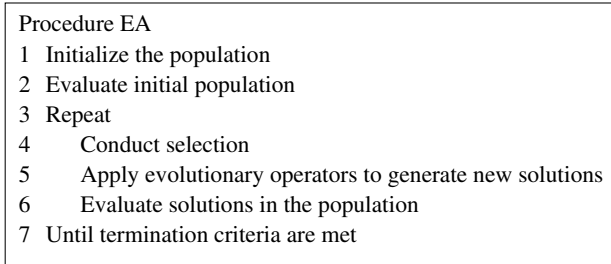 Procedure EA
1 Initialize the population
2 Evaluate initial population
3 Repeat
4 Conduct selection
5 Apply evolutionary operators to generate new solutions
6 Evaluate solutions in the population
7 Until termination criteria are met